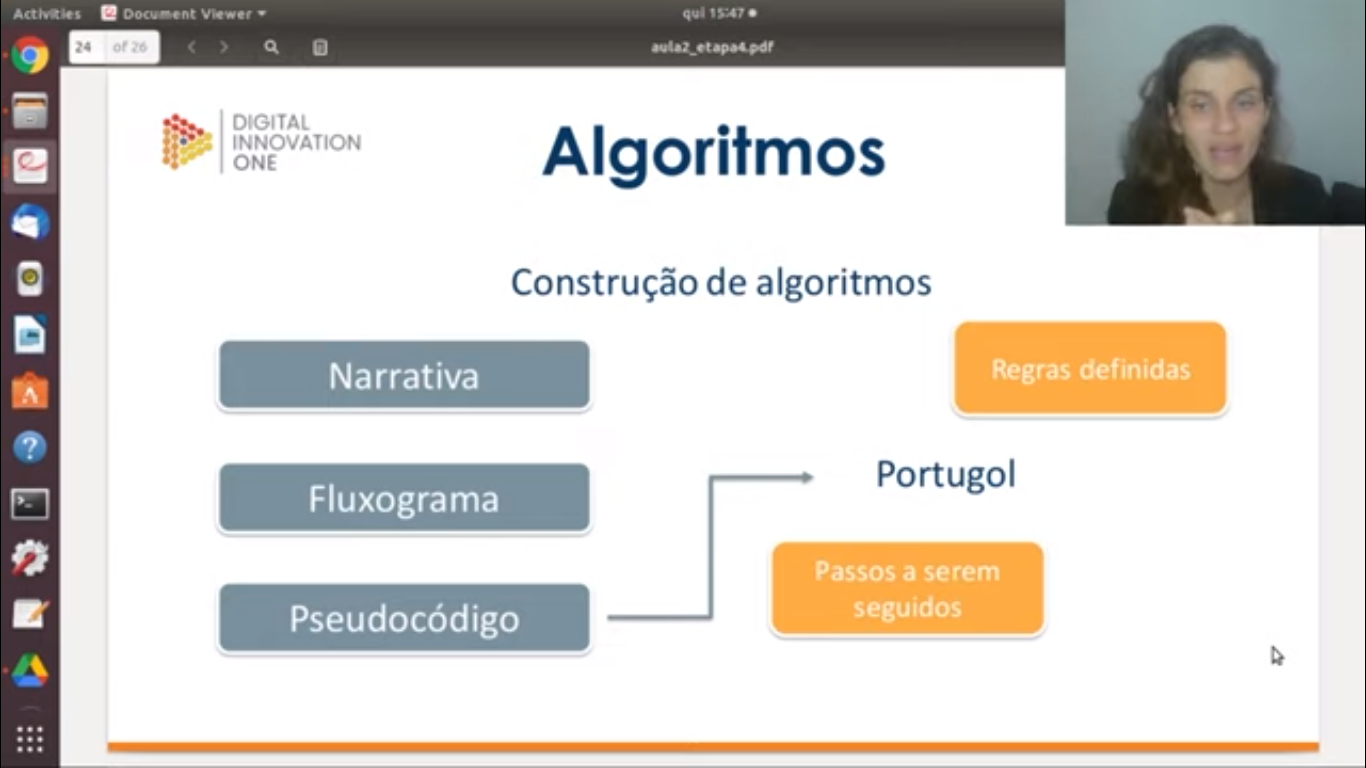 Activities
Document Viewer
qui 15:47
24 of 26
aula2_etapa4.pdf
DIGITAL
INNOVATION
ONE
Algoritmos
Construção de algoritmos
Narrativa
Regras definidas
Fluxograma
Portugol
Passos a serem
seguidos
Pseudocódigo